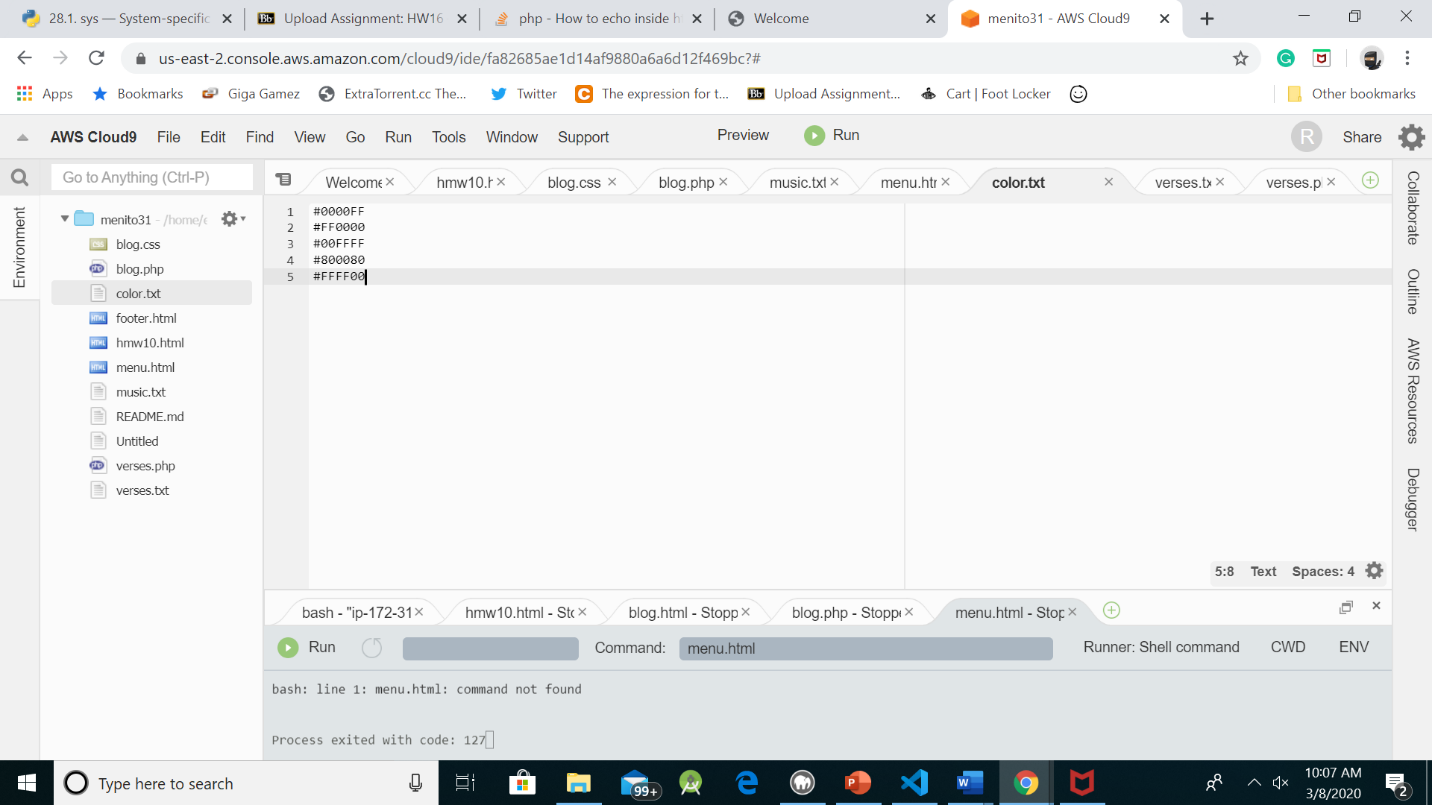 28.1. sys — System-specific
Upload Assignment: HW16
php - How to echo inside h
Welcome
menito31 - AWS Cloud9
us-east-2.console.aws.amazon.com/cloud9/ide/fa82685ae1d14af9880a6a6d12f469bc?#
Apps Bookmarks Giga Gamez ExtraTorrent.cc The... Twitter The expression for t... Bb Upload Assignment... Cart | Foot Locker Other bookmarks
AWS Cloud9 File Edit Find View Go Run Tools Window Support Preview Run R Share
Go to Anything (Ctrl-P)
Welcome hmw10.h blog.css blog.php music.txt menu.htm color.txt verses.tx verses.p
Environment
menito31 - /home/e
blog.css
blog.php
color.txt
footer.html
hmw10.html
menu.html
music.txt
README.md
Untitled
verses.php
verses.txt
1 #0000FF
2 #FF0000
3 #00FFFF
4 #800080
5 #FFFF00
5:8 Text Spaces: 4
Collaborate
Outline
AWS Resources
Debugger
bash - "ip-172-31 hmw10.html - Sto blog.html - Stopp blog.php - Stoppe menu.html - Stop
Run Command: menu.html Runner: Shell command CWD ENV
bash: line 1: menu.html: command not found
Process exited with code: 127
Type here to search
99+
10:07 AM
3/8/2020
2